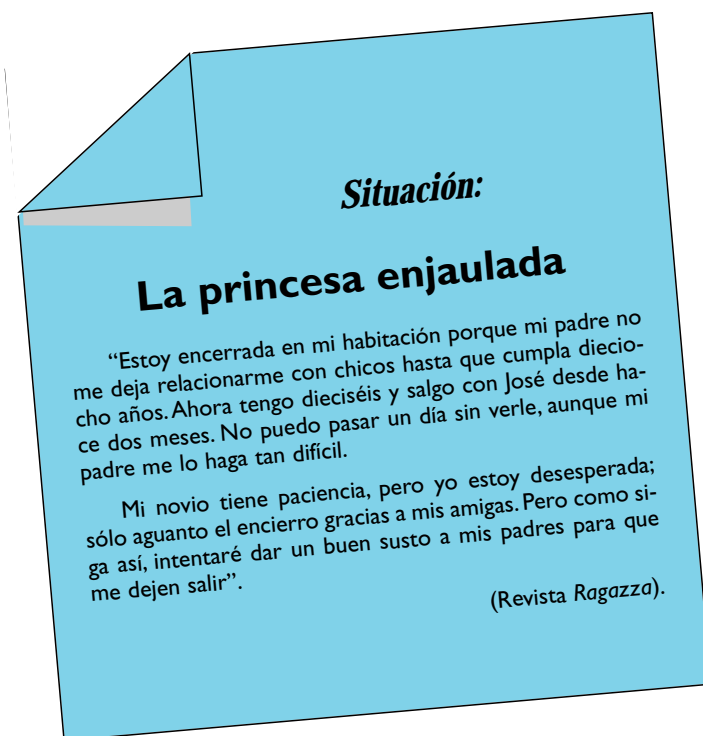 Situación:
La princesa enjaulada
“Estoy encerrada en mi habitación porque mi padre no
me deja relacionarme con chicos hasta que cumpla diecio-
cho años. Ahora tengo dieciséis y salgo con José desde ha-
ce dos meses. No puedo pasar un día sin verle, aunque mi
padre me lo haga tan difícil.
Mi novio tiene paciencia, pero yo estoy desesperada;
sólo aguanto el encierro gracias a mis amigas. Pero como si-
ga así, intentaré dar un buen susto a mis padres para que
me dejen salir”.
(Revista Ragazza).